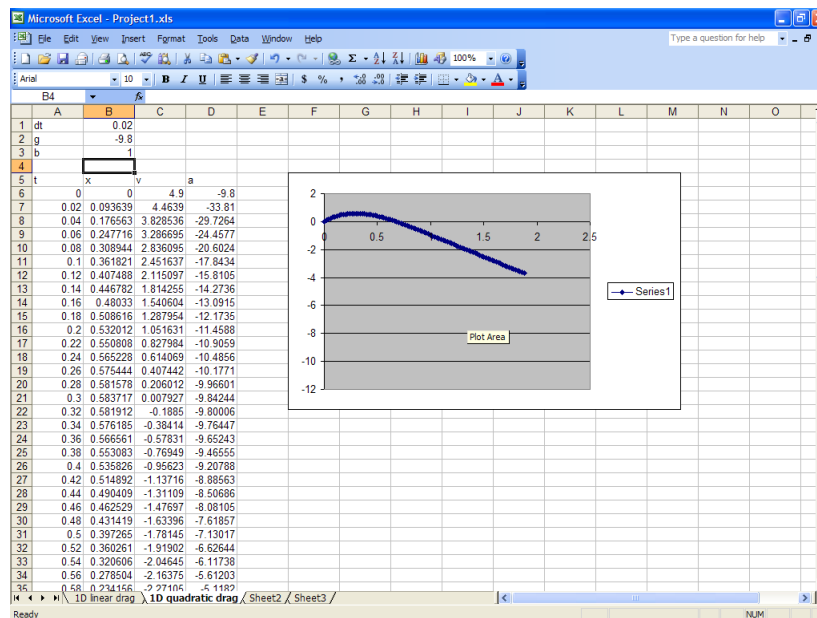 Microsoft Excel - Project1.xls
File Edit View Insert Format Tools Data Window Help Type a question for help
100%
Arial 10 B I U $ % ,
B4 fx
A B C D E F G H I J K L M N O
1 dt 0.02
2 g -9.8
3 b 1
4
5 t x v a
6 0 0 4.9 -9.8
7 0.02 0.093639 4.4639 -33.81
8 0.04 0.176563 3.828536 -29.7264
9 0.06 0.247716 3.286695 -24.4577
10 0.08 0.308944 2.836095 -20.6024
11 0.1 0.361821 2.451637 -17.8434
12 0.12 0.407488 2.115097 -15.8105
13 0.14 0.446782 1.814255 -14.2736
14 0.16 0.48033 1.540604 -13.0915
15 0.18 0.508616 1.287954 -12.1735
16 0.2 0.532012 1.051631 -11.4588
17 0.22 0.550808 0.827984 -10.9059
18 0.24 0.565228 0.614069 -10.4856
19 0.26 0.575444 0.407442 -10.1771
20 0.28 0.581578 0.206012 -9.96601
21 0.3 0.583717 0.007927 -9.84244
22 0.32 0.581912 -0.1885 -9.80006
23 0.34 0.576185 -0.38414 -9.76447
24 0.36 0.566561 -0.57831 -9.65243
25 0.38 0.553083 -0.76949 -9.46555
26 0.4 0.535826 -0.95623 -9.20788
27 0.42 0.514892 -1.13716 -8.88563
28 0.44 0.490409 -1.31109 -8.50686
29 0.46 0.462529 -1.47697 -8.08105
30 0.48 0.431419 -1.63396 -7.61857
31 0.5 0.397265 -1.78145 -7.13017
32 0.52 0.360261 -1.91902 -6.62644
33 0.54 0.320606 -2.04645 -6.11738
34 0.56 0.278504 -2.16375 -5.61203
35 0.58 0.234156 -2.27105 -5.1182
2
0
0 0.5 1 1.5 2 2.5
-2
-4
Series1
-6
-8
Plot Area
-10
-12
1D linear drag 1D quadratic drag Sheet2 Sheet3
Ready NUM